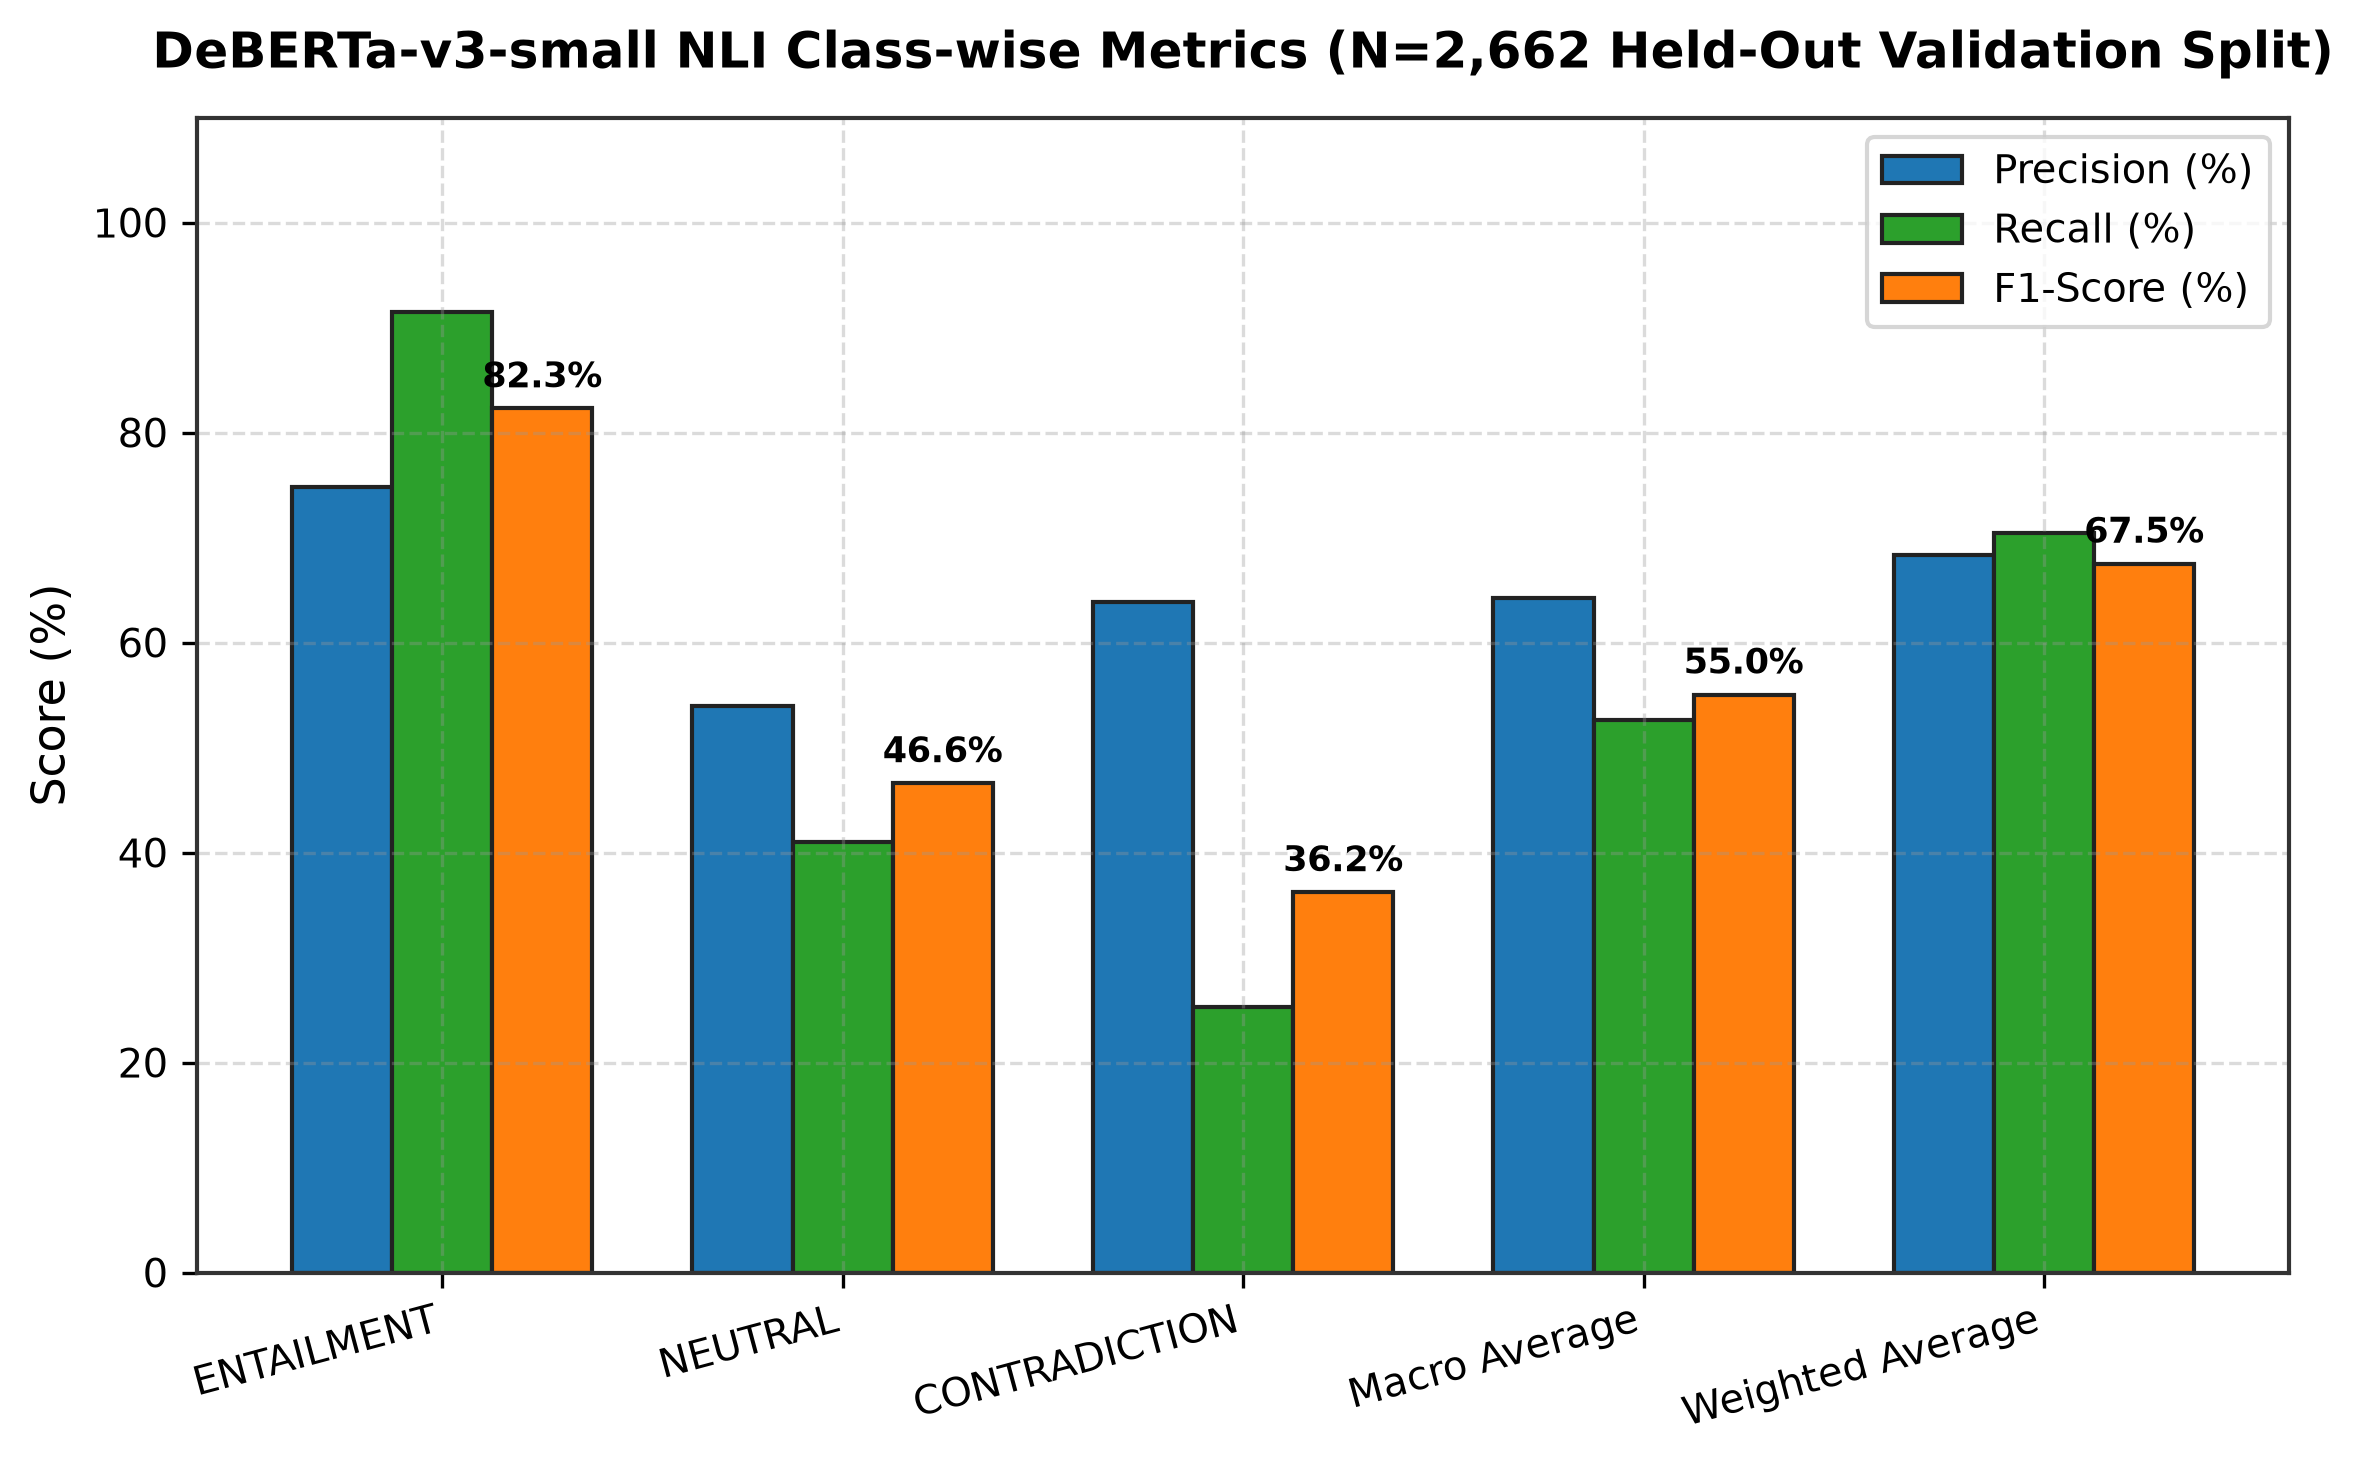 DeBERTa-v3-small NLI Class-wise Metrics (N=2,662 Held-Out Validation Split)
Precision (%)
Recall (%)
F1-Score (%)
Score (%)
100
80
60
40
20
0
82.3%
46.6%
36.2%
55.0%
67.5%
ENTAILMENT
NEUTRAL
CONTRADICTION
Macro Average
Weighted Average